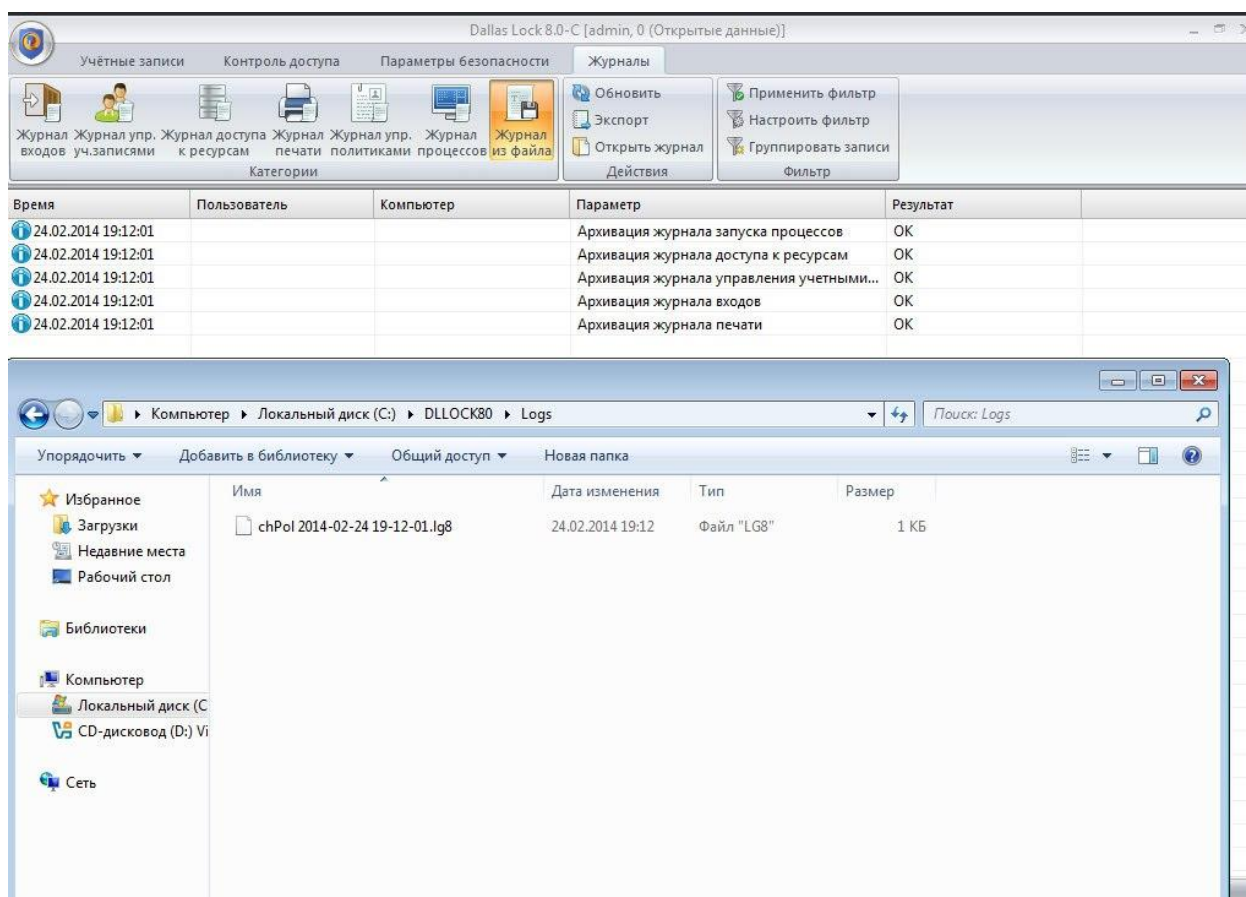 Dallas Lock 8.0-C [admin, 0 (Открытые данные)]
Учётные записи Контроль доступа Параметры безопасности Журналы
Журнал входов Журнал упр. уч.записями Журнал доступа к ресурсам Журнал печати Журнал упр. политиками Журнал процессов Журнал из файла
Категории
Обновить
Экспорт
Открыть журнал
Действия
Применить фильтр
Настроить фильтр
Группировать записи
Фильтр
Время Пользователь Компьютер Параметр Результат
24.02.2014 19:12:01 Архивация журнала запуска процессов OK
24.02.2014 19:12:01 Архивация журнала доступа к ресурсам OK
24.02.2014 19:12:01 Архивация журнала управления учетными... OK
24.02.2014 19:12:01 Архивация журнала входов OK
24.02.2014 19:12:01 Архивация журнала печати OK
Компьютер Локальный диск (C:) DLLOCK80 Logs Поиск: Logs
Упорядочить Добавить в библиотеку Общий доступ Новая папка
Избранное
Загрузки
Недавние места
Рабочий стол
Библиотеки
Компьютер
Локальный диск (C
CD-дисковод (D:) Vi
Сеть
Имя Дата изменения Тип Размер
chPol 2014-02-24 19-12-01.lg8 24.02.2014 19:12 Файл "LG8" 1 КБ